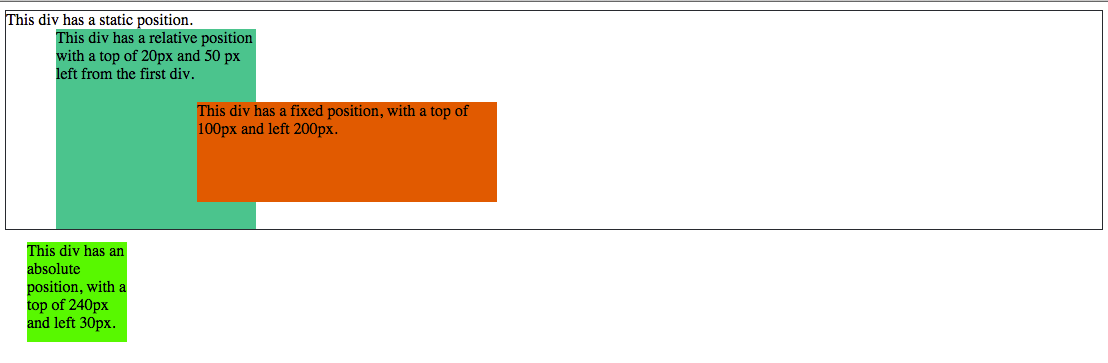 This div has a static position.
This div has a relative position
with a top of 20px and 50 px
left from the first div.
This div has a fixed position, with a top of
100px and left 200px.
This div has an
absolute
position, with a
top of 240px
and left 30px.